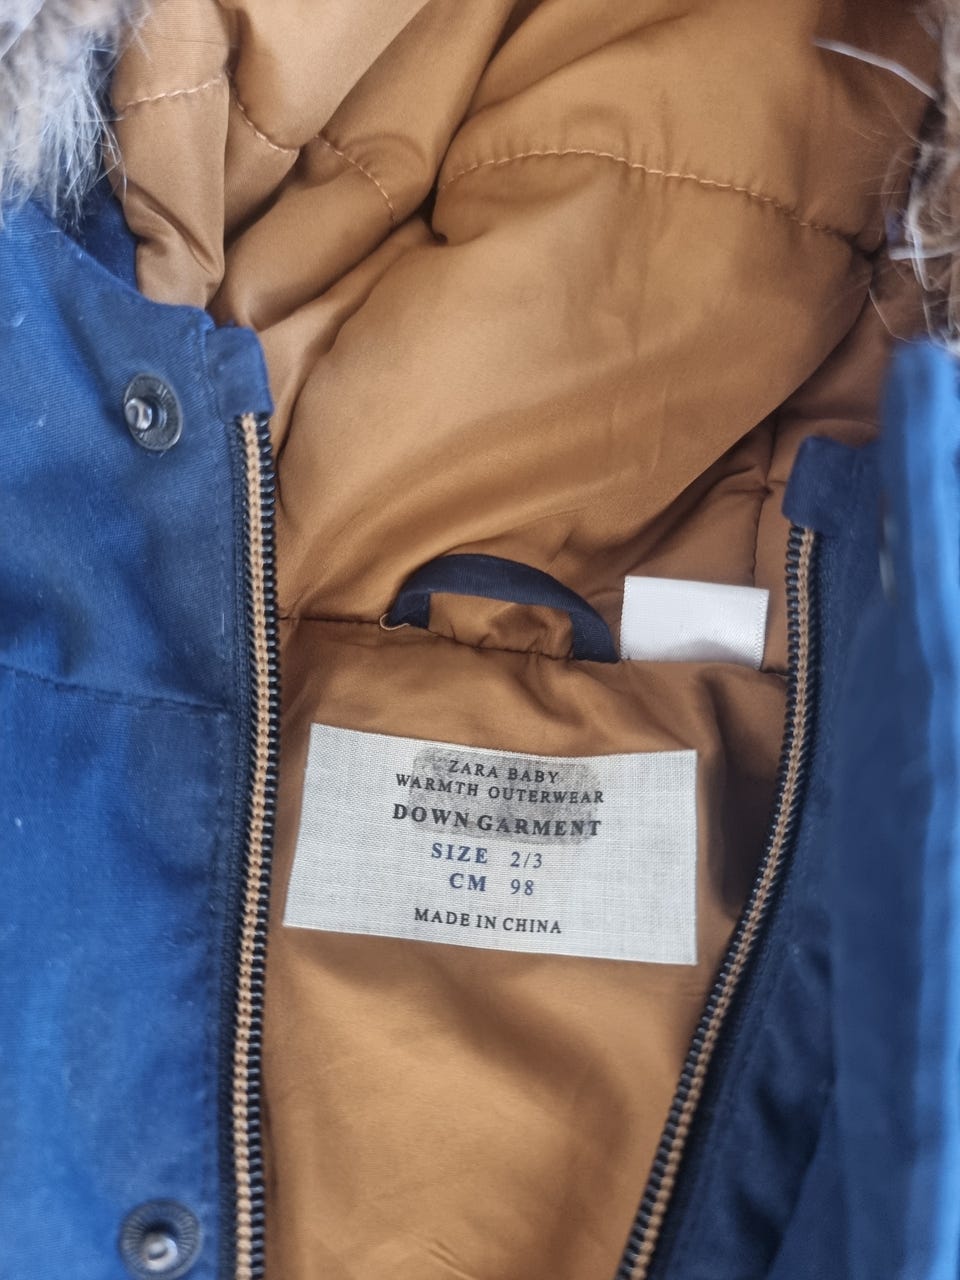 ZARA BABY
WARMTH OUTERWEAR
DOWN GARMENT
SIZE 2/3
CM 98
MADE IN CHINA